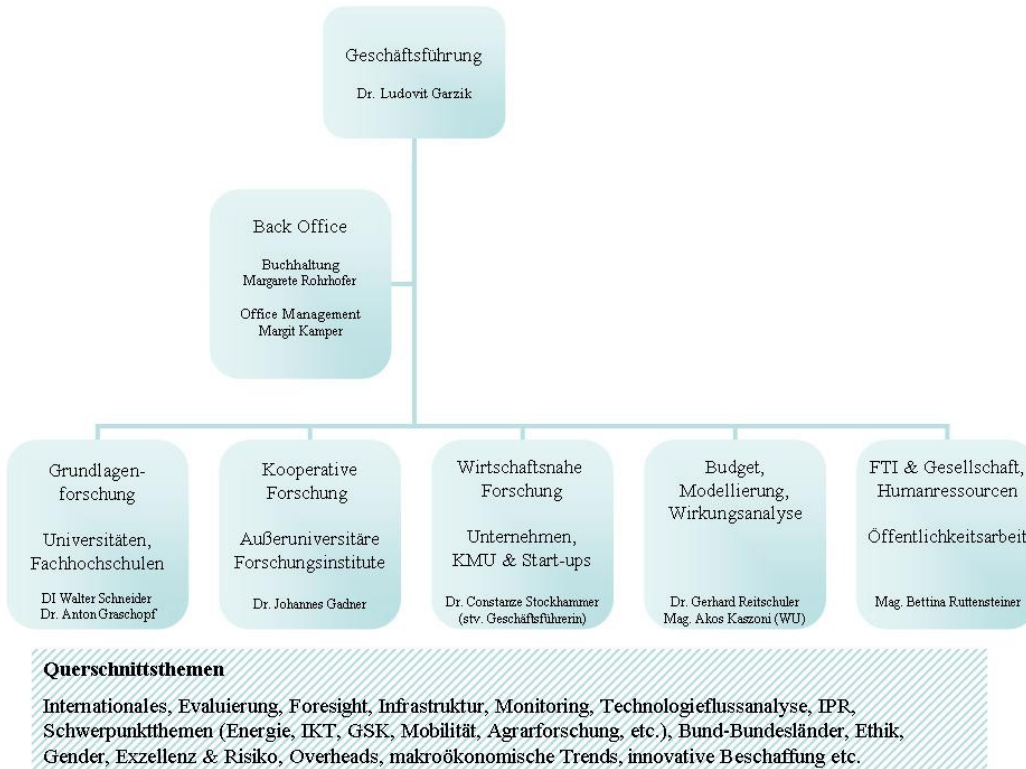 Geschäftsführung
Dr. Ludovit Garzik
Back Office
Buchhaltung
Margarete Rohrhofer
Office Management
Margit Kamper
Grundlagen-
forschung
Universitäten,
Fachhochschulen
DI Walter Schneider
Dr. Anton Graschopf
Kooperative
Forschung
Außeruniversitäre
Forschungsinstitute
Dr. Johannes Gadner
Wirtschaftsnahe
Forschung
Unternehmen,
KMU & Start-ups
Dr. Constanze Stockhammer
(stv. Geschäftsführerin)
Budget,
Modellierung,
Wirkungsanalyse
Dr. Gerhard Reitschuler
Mag. Akos Kaszoni (WU)
FTI & Gesellschaft,
Humanressourcen
Öffentlichkeitsarbeit
Mag. Bettina Ruttensteiner
Querschnittsthemen
Internationales, Evaluierung, Foresight, Infrastruktur, Monitoring, Technologieflussanalyse, IPR,
Schwerpunktthemen (Energie, IKT, GSK, Mobilität, Agrarforschung, etc.), Bund-Bundesländer, Ethik,
Gender, Exzellenz & Risiko, Overheads, makroökonomische Trends, innovative Beschaffung etc.